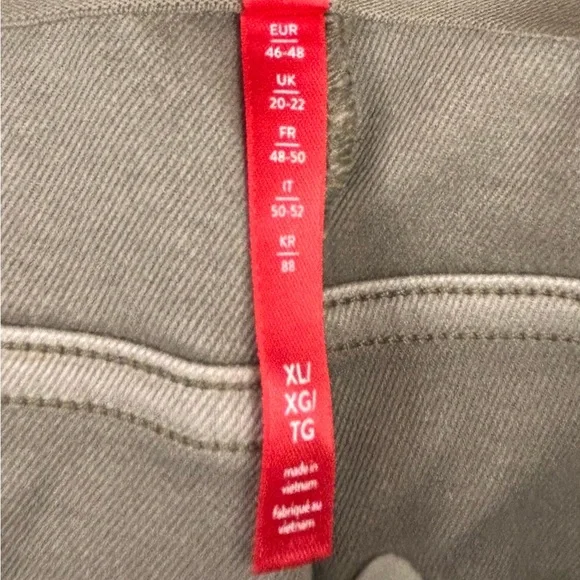 EUR
46-48
UK
20-22
FR
48-50
IT
50-52
KR
88
XL/
XG/
TG
made in
vietnam
fabriqué au
vietnam